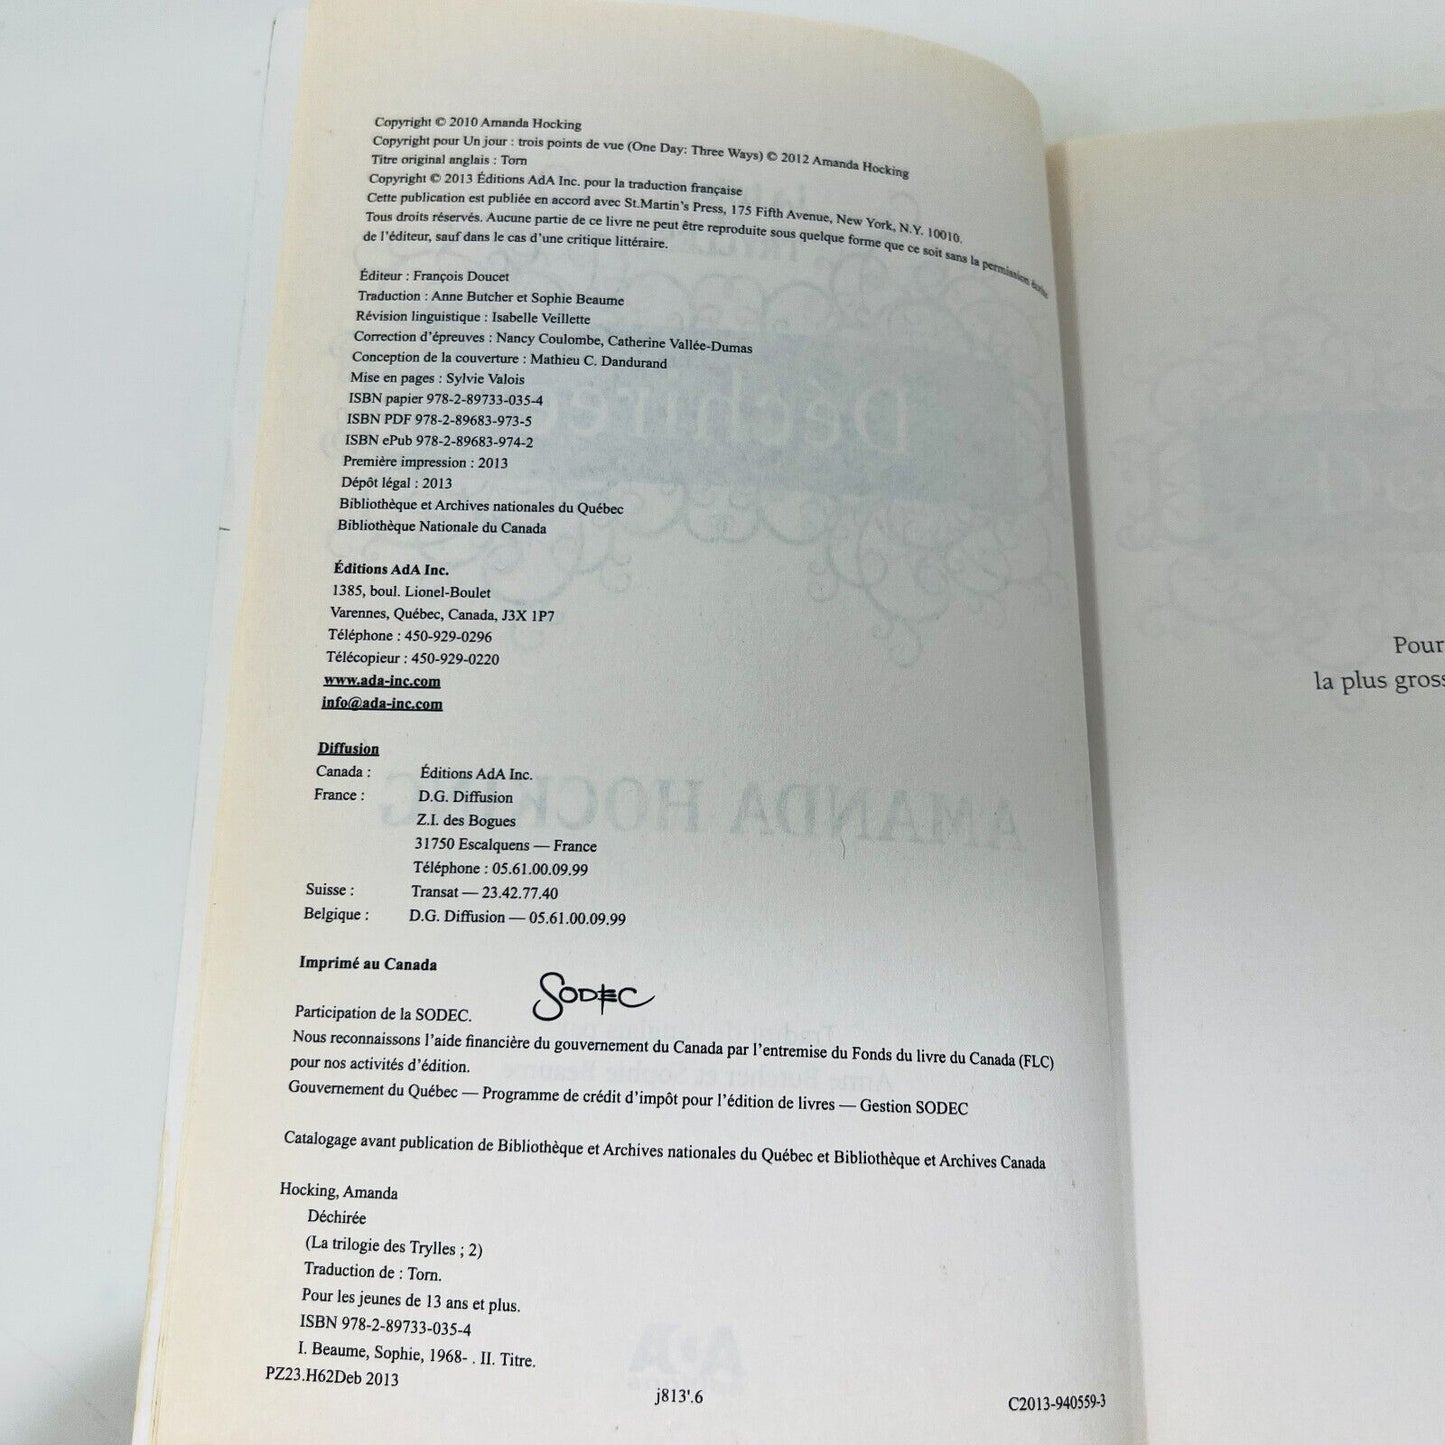 Copyright © 2010 Amanda Hocking
Copyright pour Un jour : trois points de vue (One Day: Three Ways) © 2012 Amanda Hocking
Titre original anglais : Torn
Copyright © 2013 Éditions AdA Inc. pour la traduction française
Cette publication est publiée en accord avec St.Martin's Press, 175 Fifth Avenue, New York, N.Y. 10010.
Tous droits réservés. Aucune partie de ce livre ne peut être reproduite sous quelque forme que ce soit sans la permission écrite
de l'éditeur, sauf dans le cas d'une critique littéraire.
Éditeur : François Doucet
Traduction : Anne Butcher et Sophie Beaume
Révision linguistique : Isabelle Veillette
Correction d'épreuves : Nancy Coulombe, Catherine Vallée-Dumas
Conception de la couverture : Mathieu C. Dandurand
Mise en pages : Sylvie Valois
ISBN papier 978-2-89733-035-4
ISBN PDF 978-2-89683-973-5
ISBN ePub 978-2-89683-974-2
Première impression : 2013
Dépôt légal : 2013
Bibliothèque et Archives nationales du Québec
Bibliothèque Nationale du Canada
Éditions AdA Inc.
1385, boul. Lionel-Boulet
Varennes, Québec, Canada, J3X 1P7
Téléphone : 450-929-0296
Télécopieur : 450-929-0220
www.ada-inc.com
info@ada-inc.com
Diffusion
Canada : Éditions AdA Inc.
France : D.G. Diffusion
Z.I. des Bogues
31750 Escalquens — France
Téléphone : 05.61.00.09.99
Suisse : Transat — 23.42.77.40
Belgique : D.G. Diffusion — 05.61.00.09.99
Imprimé au Canada
SODEC
Participation de la SODEC.
Nous reconnaissons l'aide financière du gouvernement du Canada par l'entremise du Fonds du livre du Canada (FLC)
pour nos activités d'édition.
Gouvernement du Québec — Programme de crédit d'impôt pour l'édition de livres — Gestion SODEC
Catalogage avant publication de Bibliothèque et Archives nationales du Québec et Bibliothèque et Archives Canada
Hocking, Amanda
Déchirée
(La trilogie des Trylles ; 2)
Traduction de : Torn.
Pour les jeunes de 13 ans et plus.
ISBN 978-2-89733-035-4
I. Beaume, Sophie, 1968- . II. Titre.
PZ23.H62Deb 2013
j813'.6 C2013-940559-3
Pour
la plus gross